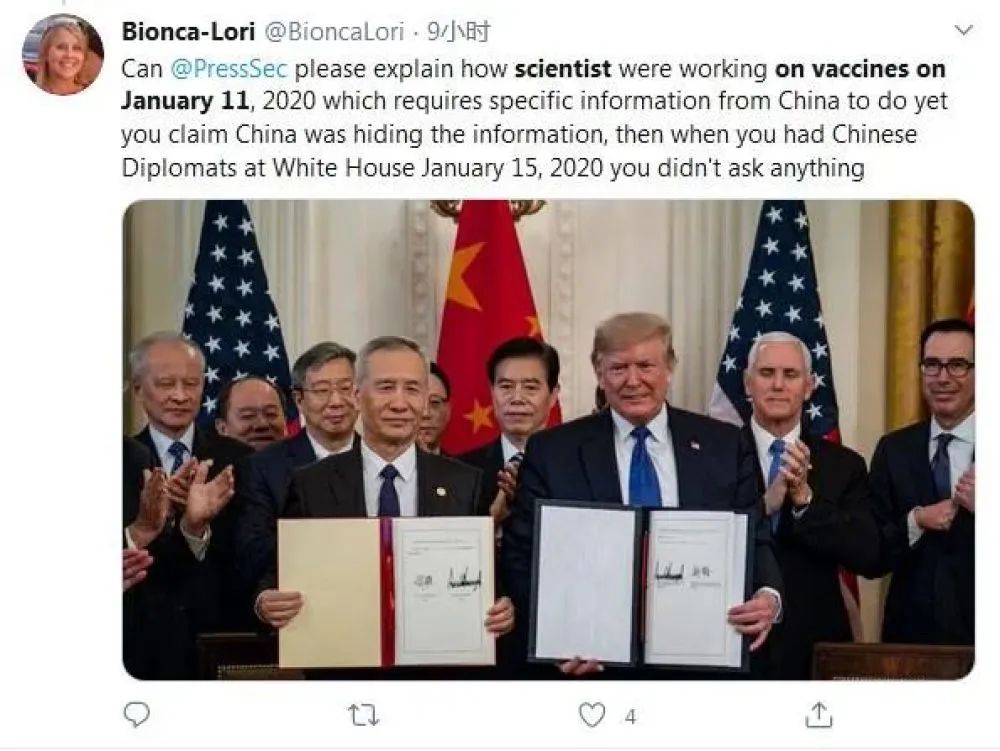 Bionca-Lori @BioncaLori · 9小时
Can @PressSec please explain how scientist were working on vaccines on
January 11, 2020 which requires specific information from China to do yet
you claim China was hiding the information, then when you had Chinese
Diplomats at White House January 15, 2020 you didn't ask anything
4